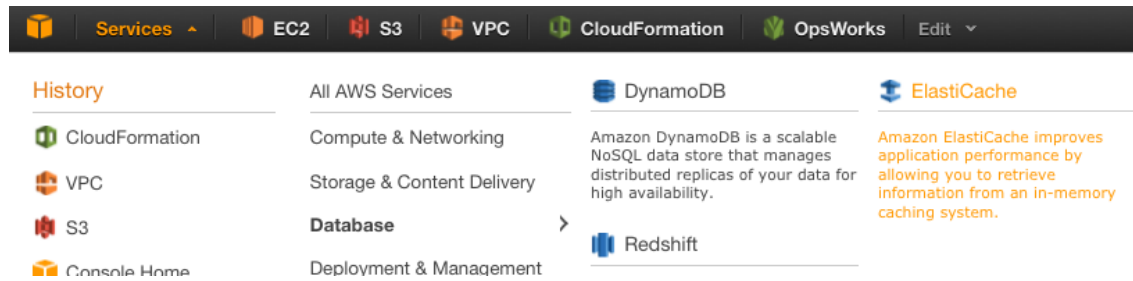 Services EC2 S3 VPC CloudFormation OpsWorks Edit
History
CloudFormation
VPC
S3
Console Home
All AWS Services
Compute & Networking
Storage & Content Delivery
Database
Deployment & Management
DynamoDB
Amazon DynamoDB is a scalable
NoSQL data store that manages
distributed replicas of your data for
high availability.
Redshift
ElastiCache
Amazon ElastiCache improves
application performance by
allowing you to retrieve
information from an in-memory
caching system.